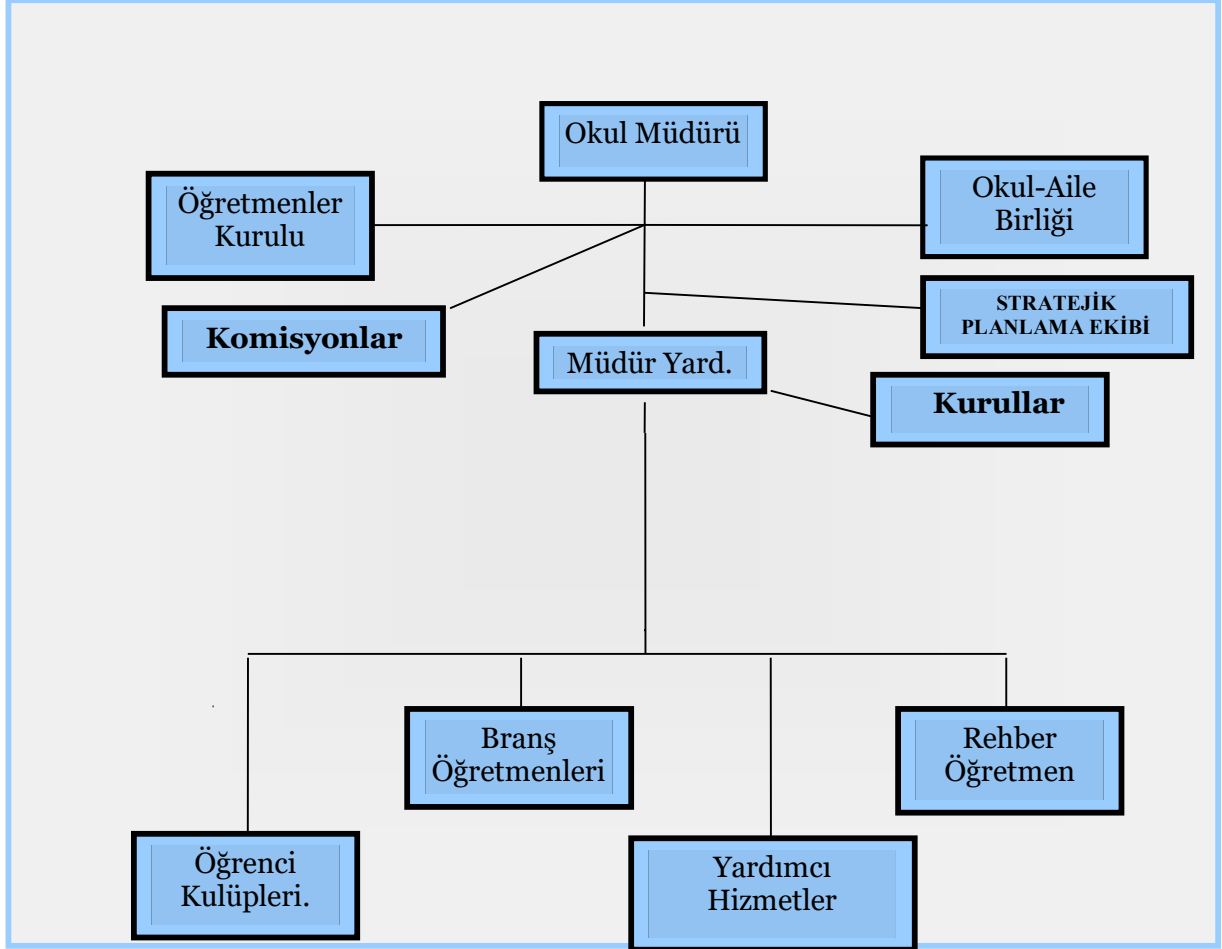 Okul Müdürü
Öğretmenler
Kurulu
Okul-Aile
Birliği
Komisyonlar
STRATEJİK
PLANLAMA EKİBİ
Müdür Yard.
Kurullar
Branş
Öğretmenleri
Rehber
Öğretmen
Öğrenci
Kulüpleri.
Yardımcı
Hizmetler